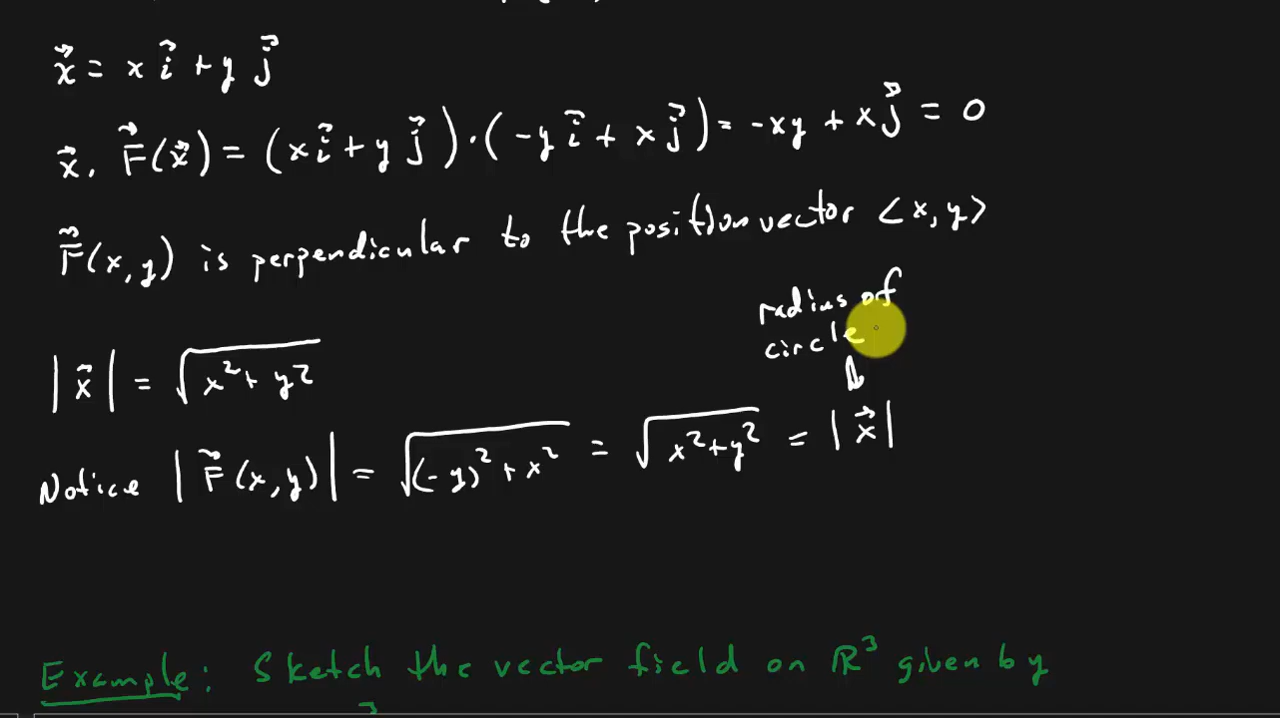 x⃗ = x i⃗ + y j⃗
x⃗ . F⃗(x⃗) = (x i⃗ + y j⃗) · (-y i⃗ + x j⃗) = -xy + x j⃗ = 0
F⃗(x, y) is perpendicular to the position vector <x, y>
radius of
circle
|x⃗| = √(x² + y²)
Notice |F⃗(x, y)| = √((-y)² + x²) = √(x² + y²) = |x⃗|
Example: Sketch the vector field on ℝ³ given by